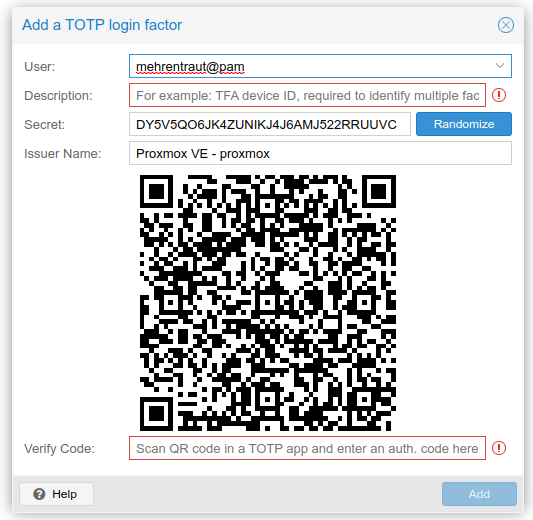 Add a TOTP login factor
User: mehrentraut@pam
Description: For example: TFA device ID, required to identify multiple fac
Secret: DY5V5QO6JK4ZUNIKJ4J6AMJ522RRUUVC Randomize
Issuer Name: Proxmox VE - proxmox
Verify Code: Scan QR code in a TOTP app and enter an auth. code here
Help Add